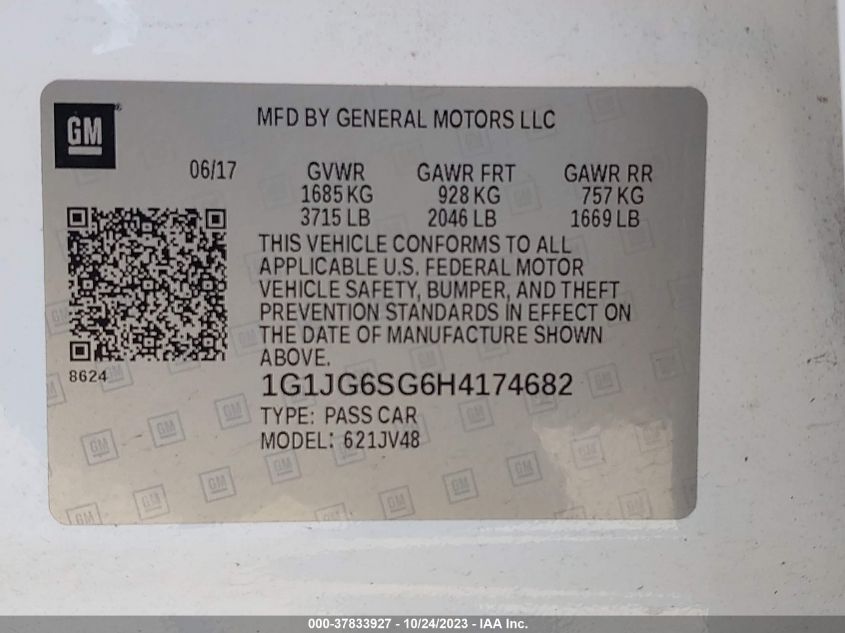 GM®
MFD BY GENERAL MOTORS LLC
06/17 GVWR GAWR FRT GAWR RR
1685 KG 928 KG 757 KG
3715 LB 2046 LB 1669 LB
THIS VEHICLE CONFORMS TO ALL
APPLICABLE U.S. FEDERAL MOTOR
VEHICLE SAFETY, BUMPER, AND THEFT
PREVENTION STANDARDS IN EFFECT ON
THE DATE OF MANUFACTURE SHOWN
ABOVE.
8624
1G1JG6SG6H4174682
TYPE: PASS CAR
MODEL: 621JV48
000-37833927 - 10/24/2023 - IAA Inc.